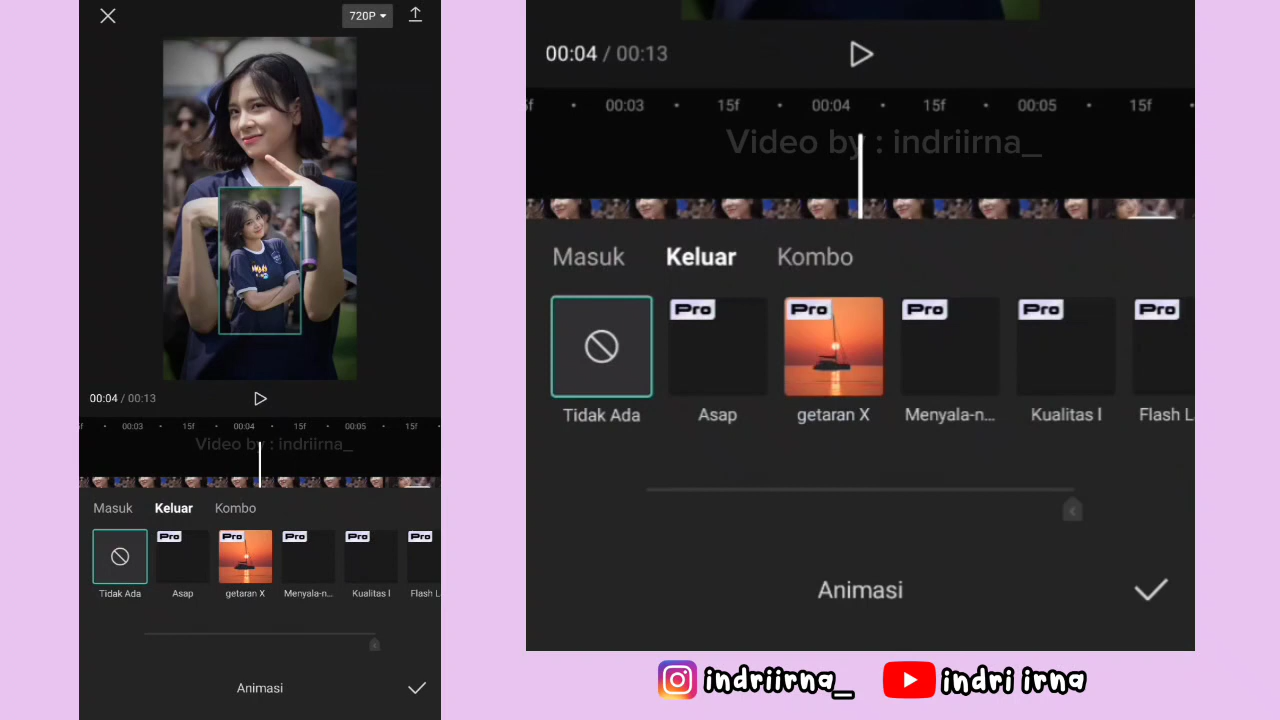 720P
00:04 / 00:13
f 00:03 15f 00:04 15f 00:05 15f
Video by : indriirna_
Masuk Keluar Kombo
Pro Pro Pro Pro Pro
Tidak Ada Asap getaran X Menyala-n... Kualitas l Flash L
Animasi
00:04 / 00:13
5f 00:03 15f 00:04 15f 00:05 15f
Video by : indriirna_
Masuk Keluar Kombo
Pro Pro Pro Pro Pro
Tidak Ada Asap getaran X Menyala-n... Kualitas l Flash L
Animasi
indriirna_ indri irna